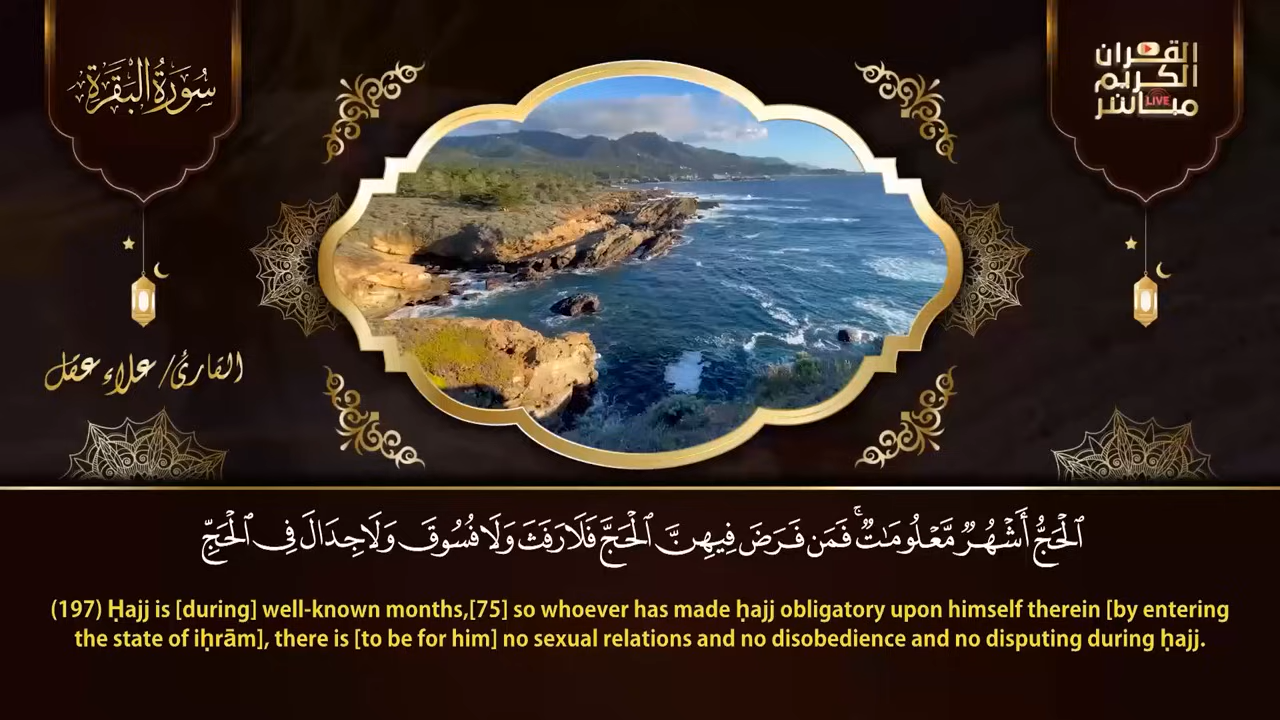 سُورَةُ البَقَرَةِ
القرآن
الكريم
مباشر
LIVE
القارئ/ علاء عقل
ٱلْحَجُّ أَشْهُرٌ مَّعْلُومَٰتٌ ۚ فَمَن فَرَضَ فِيهِنَّ ٱلْحَجَّ فَلَا رَفَثَ وَلَا فُسُوقَ وَلَا جِدَالَ فِى ٱلْحَجِّ
(197) Ḥajj is [during] well-known months,[75] so whoever has made ḥajj obligatory upon himself therein [by entering
the state of iḥrām], there is [to be for him] no sexual relations and no disobedience and no disputing during ḥajj.